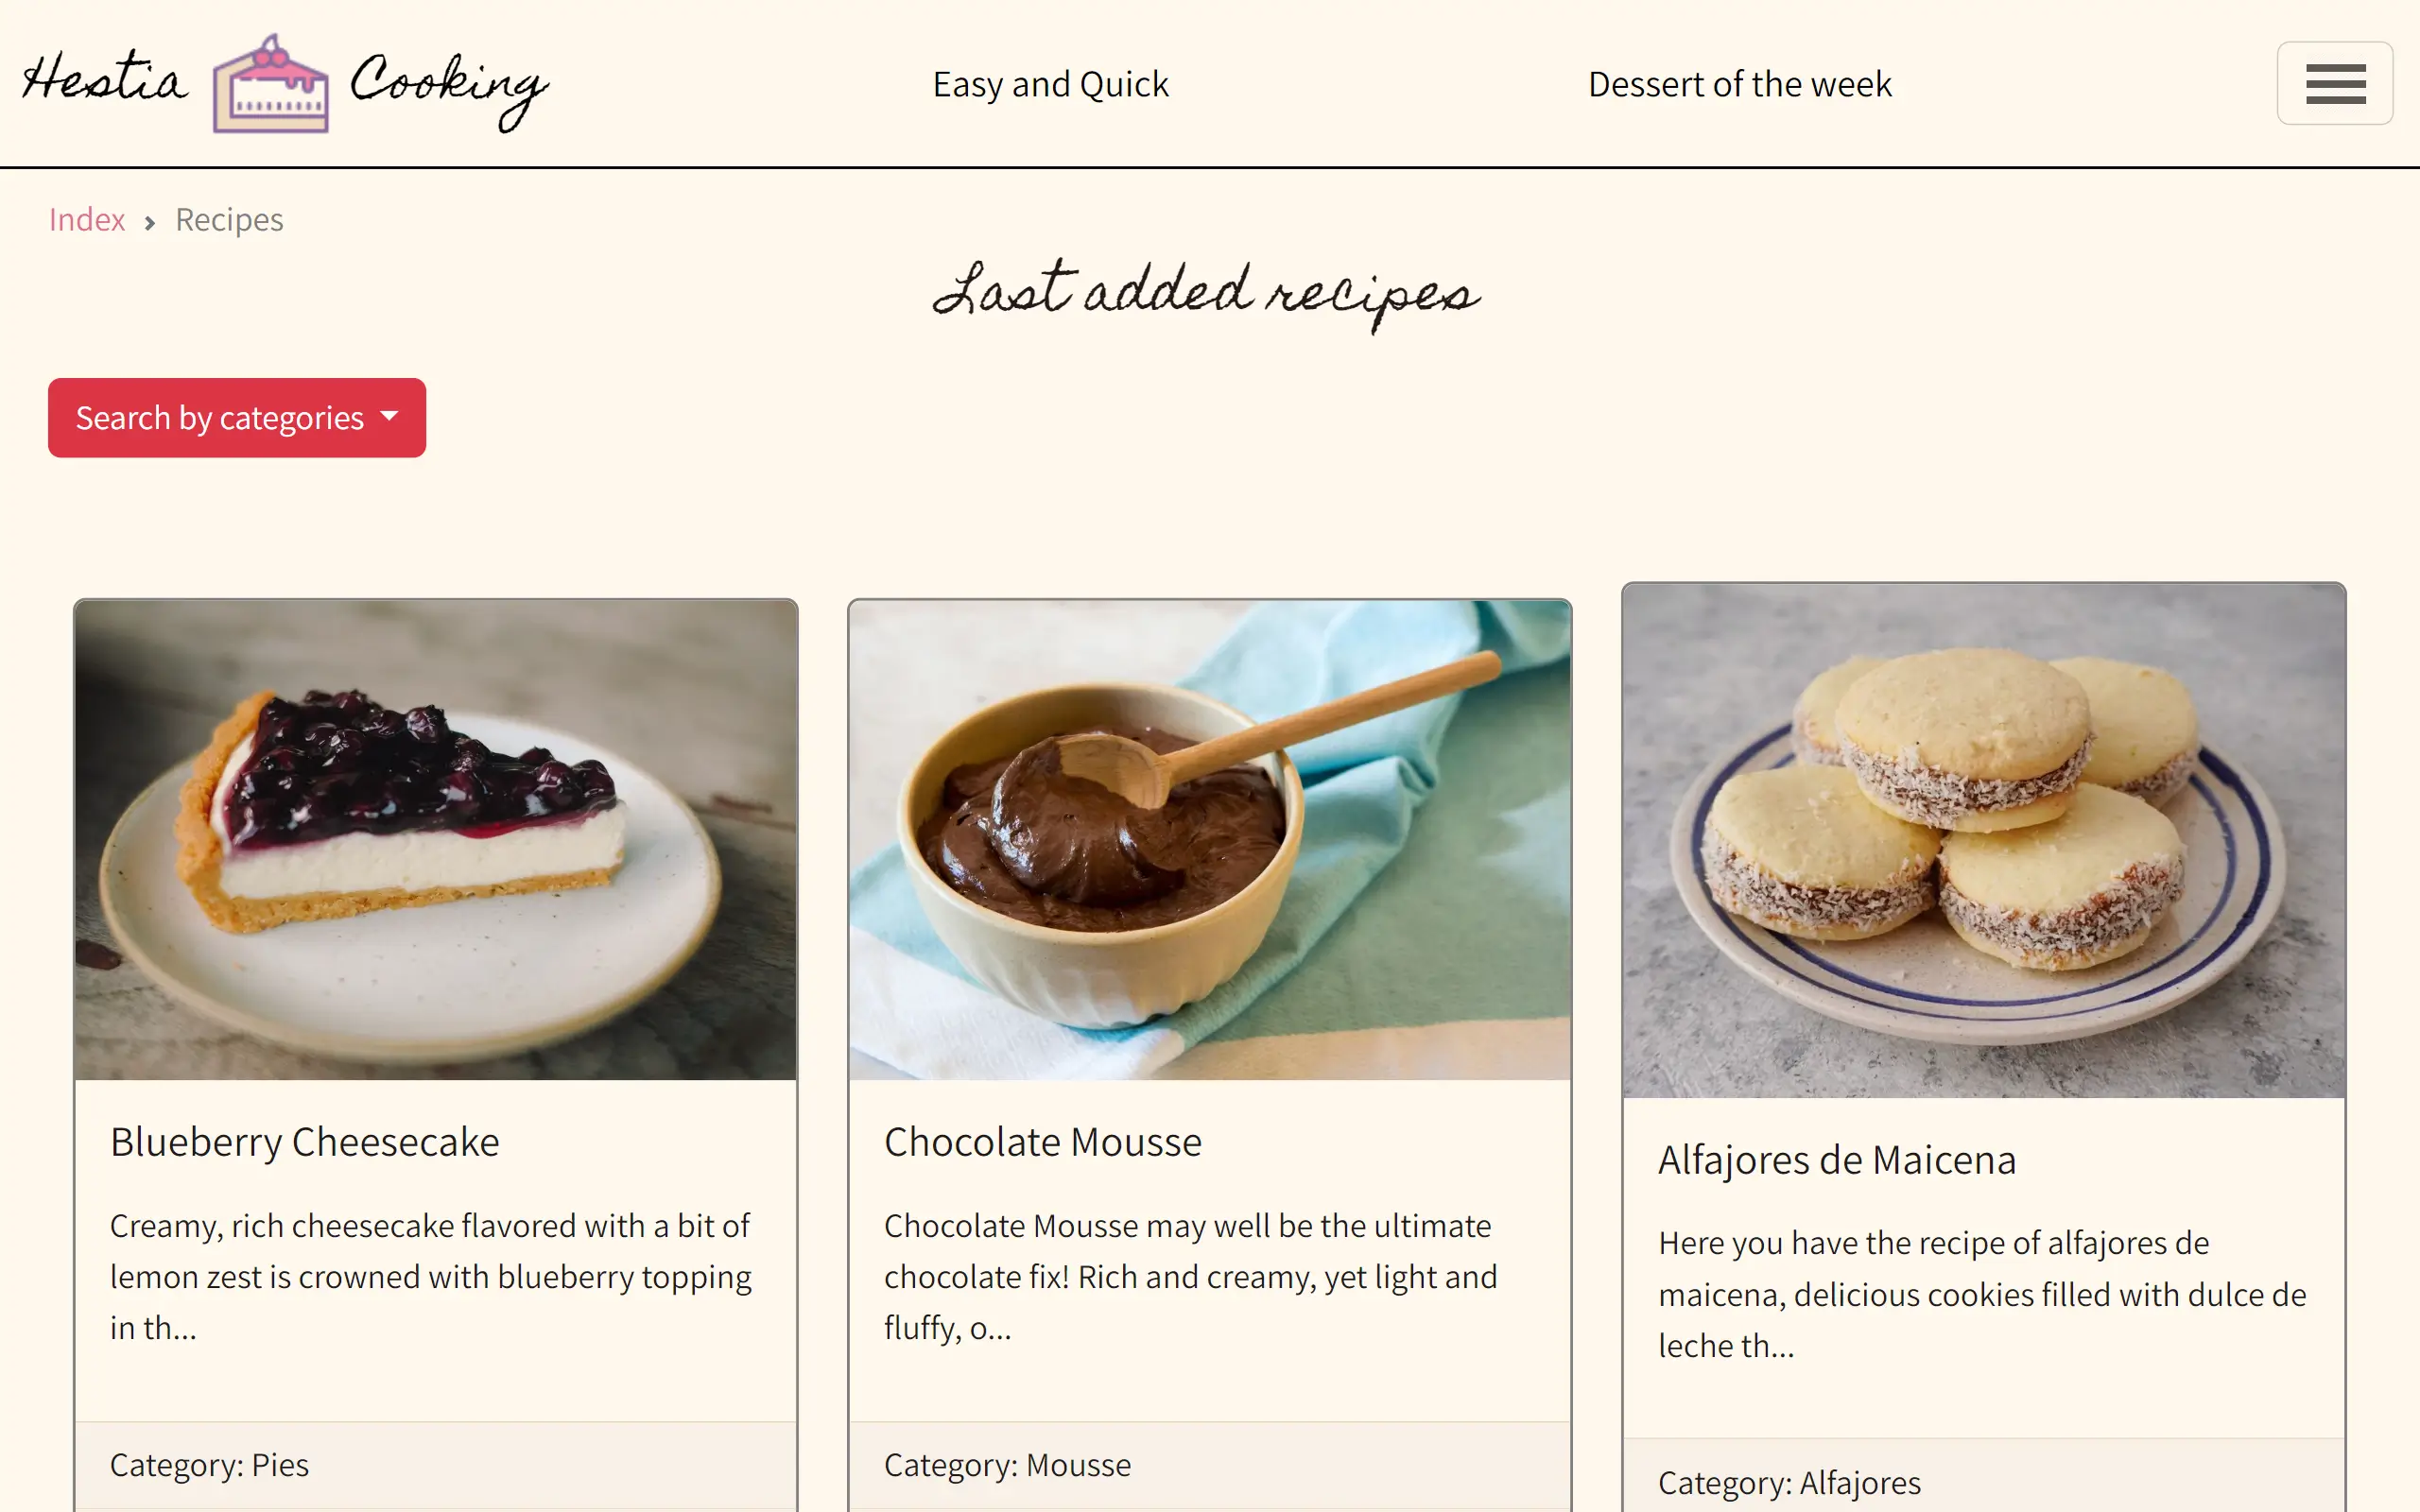 Hestia Cooking
Easy and Quick
Dessert of the week
Index › Recipes
Last added recipes
Search by categories
Blueberry Cheesecake
Creamy, rich cheesecake flavored with a bit of
lemon zest is crowned with blueberry topping
in th...
Category: Pies
Chocolate Mousse
Chocolate Mousse may well be the ultimate
chocolate fix! Rich and creamy, yet light and
fluffy, o...
Category: Mousse
Alfajores de Maicena
Here you have the recipe of alfajores de
maicena, delicious cookies filled with dulce de
leche th...
Category: Alfajores